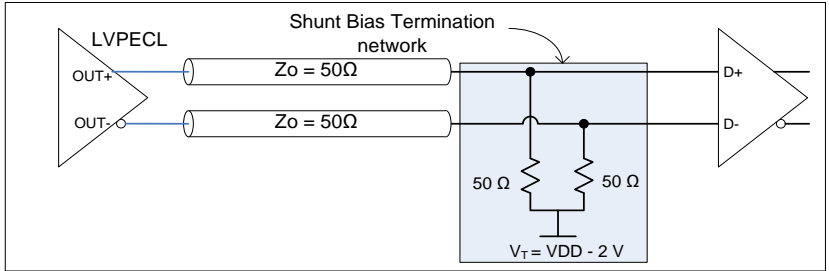 Shunt Bias Termination
network
LVPECL
OUT+
Zo = 50Ω
D+
OUT-
Zo = 50Ω
D-
50 Ω
50 Ω
V_T = VDD - 2 V